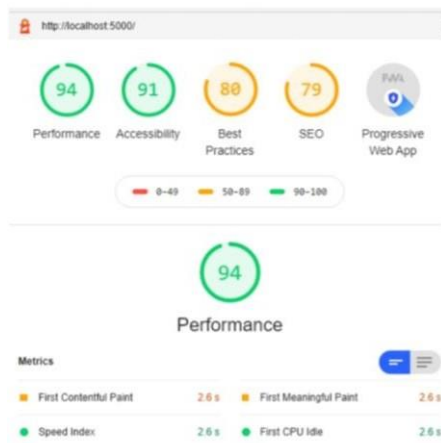 http://localhost:5000/
94 91 80 79
Performance Accessibility Best Practices SEO Progressive Web App
0-49 50-89 90-100
94
Performance
Metrics
First Contentful Paint 2.6 s First Meaningful Paint 2.6 s
Speed Index 2.6 s First CPU Idle 2.6 s